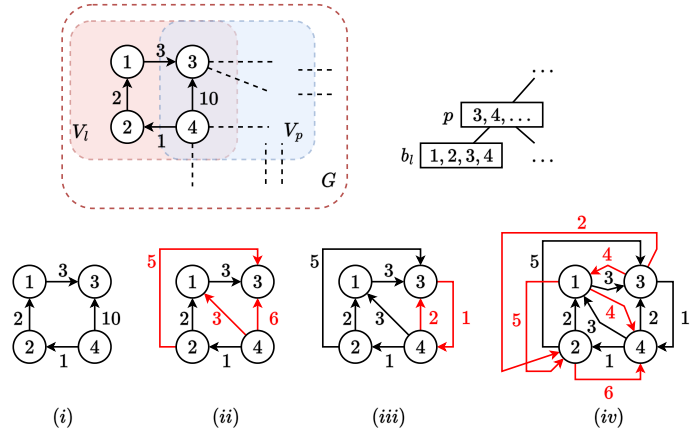 1 3 3
2 10
V_l 2 1 4 V_p
G
...
p 3, 4, ...
b_l 1, 2, 3, 4 ...
2
5 5 4
1 3 3 1 3 3 1 3 1 3 3
2 10 2 3 6 2 3 2 1 5 2 3 4 2 1
2 1 4 2 1 4 2 1 4 2 1 4
6
(i) (ii) (iii) (iv)